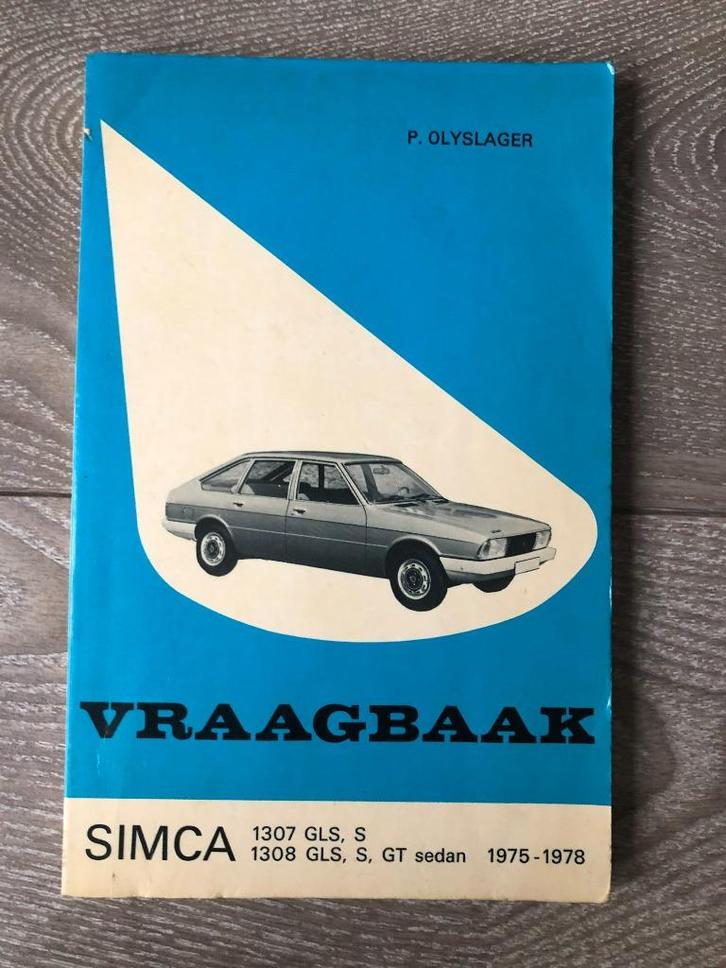 P. OLYSLAGER
VRAAGBAAK
SIMCA 1307 GLS, S
1308 GLS, S, GT sedan 1975-1978